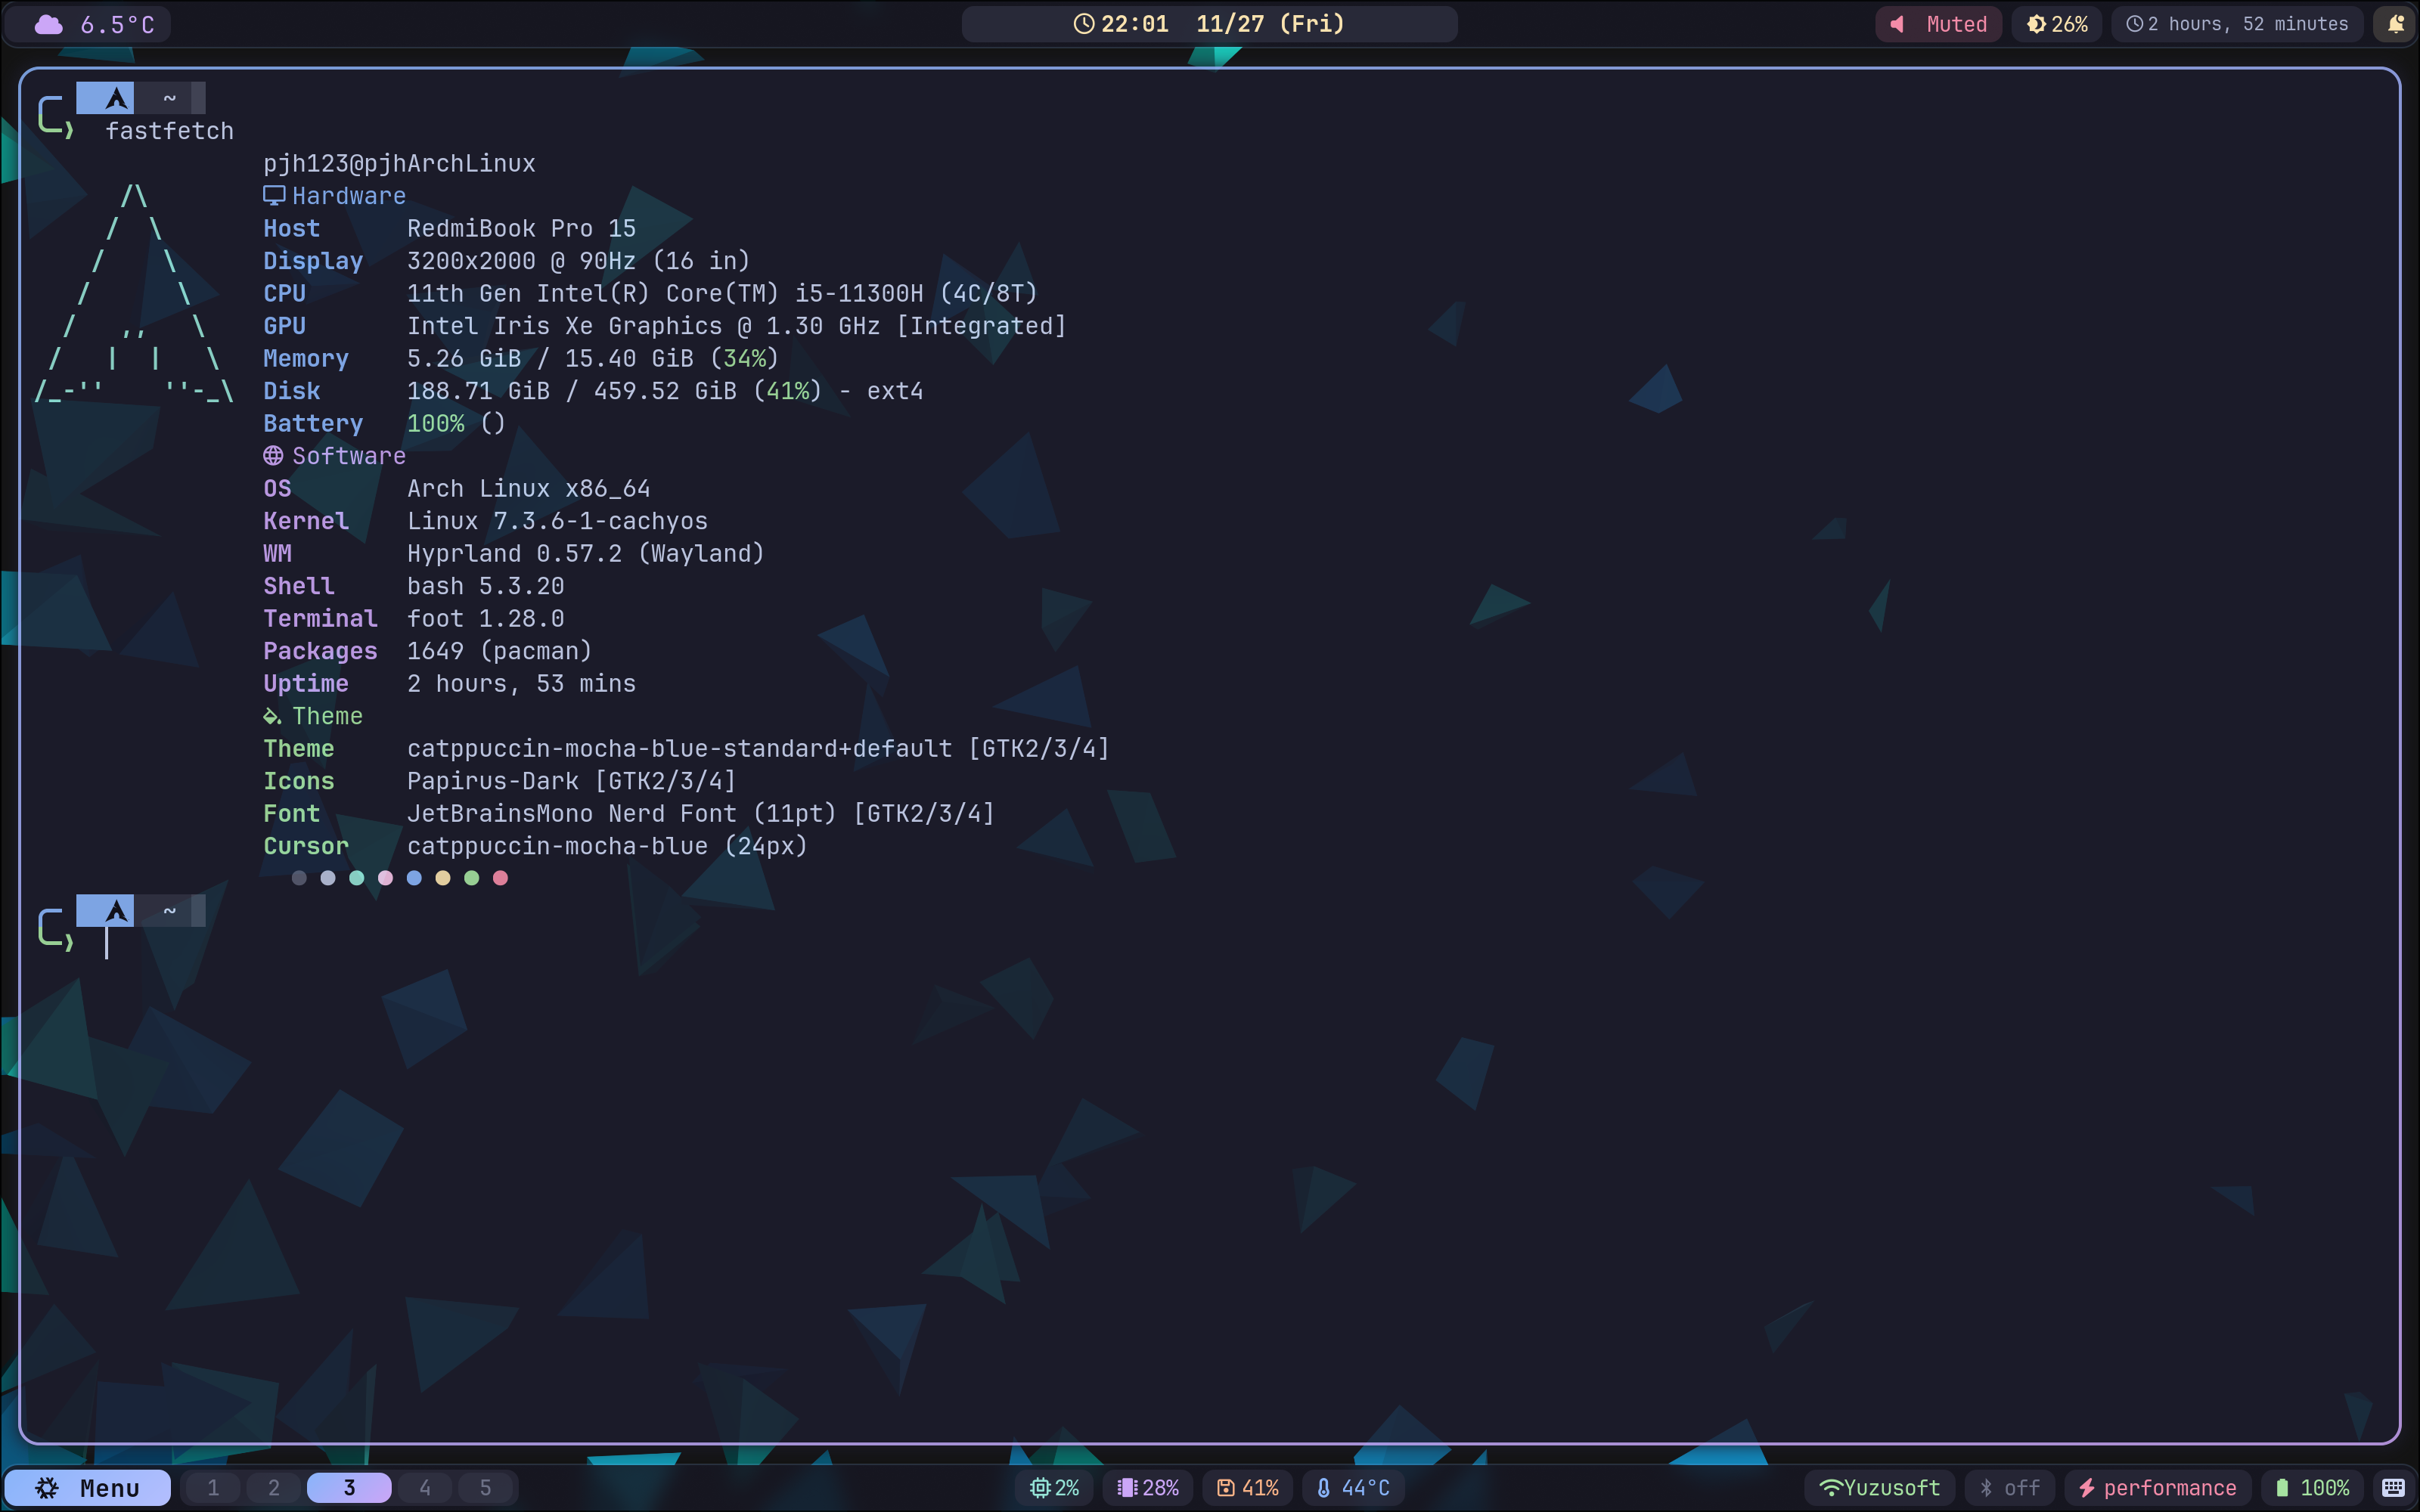 6.5°C
22:01 11/27 (Fri)
Muted
26%
2 hours, 52 minutes
~
fastfetch
pjh123@pjhArchLinux
Hardware
Host RedmiBook Pro 15
Display 3200x2000 @ 90Hz (16 in)
CPU 11th Gen Intel(R) Core(TM) i5-11300H (4C/8T)
GPU Intel Iris Xe Graphics @ 1.30 GHz [Integrated]
Memory 5.26 GiB / 15.40 GiB (34%)
Disk 188.71 GiB / 459.52 GiB (41%) - ext4
Battery 100% ()
Software
OS Arch Linux x86_64
Kernel Linux 7.3.6-1-cachyos
WM Hyprland 0.57.2 (Wayland)
Shell bash 5.3.20
Terminal foot 1.28.0
Packages 1649 (pacman)
Uptime 2 hours, 53 mins
Theme
Theme catppuccin-mocha-blue-standard+default [GTK2/3/4]
Icons Papirus-Dark [GTK2/3/4]
Font JetBrainsMono Nerd Font (11pt) [GTK2/3/4]
Cursor catppuccin-mocha-blue (24px)
~
Menu
1 2 3 4 5
2%
28%
41%
44°C
Yuzusoft
off
performance
100%